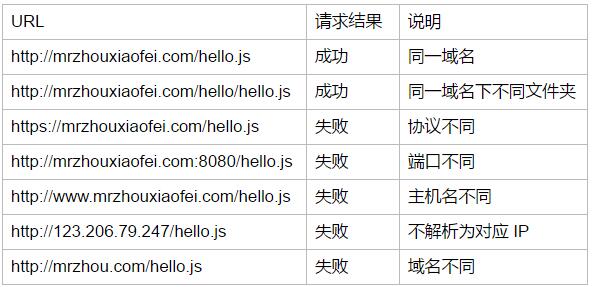 URL 请求结果 说明
http://mrzhouxiaofei.com/hello.js 成功 同一域名
http://mrzhouxiaofei.com/hello/hello.js 成功 同一域名下不同文件夹
https://mrzhouxiaofei.com/hello.js 失败 协议不同
http://mrzhouxiaofei.com:8080/hello.js 失败 端口不同
http://www.mrzhouxiaofei.com/hello.js 失败 主机名不同
http://123.206.79.247/hello.js 失败 不解析为对应 IP
http://mrzhou.com/hello.js 失败 域名不同